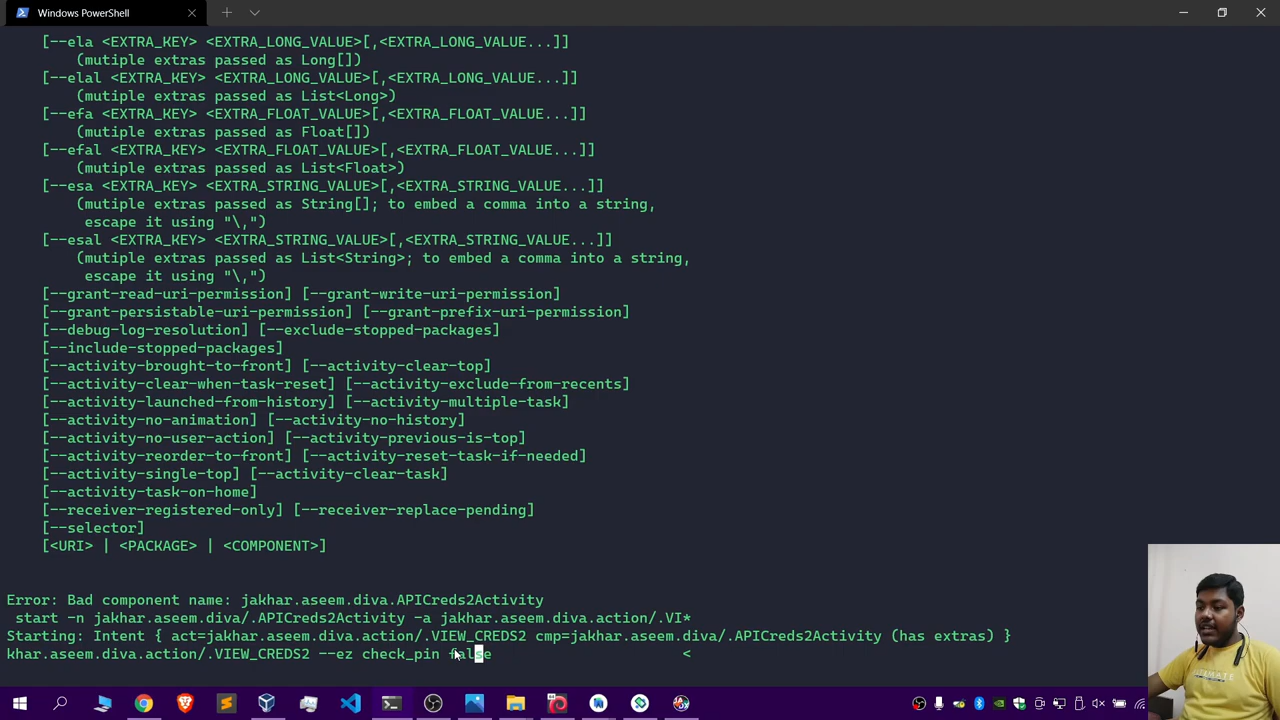 Windows PowerShell
[--ela <EXTRA_KEY> <EXTRA_LONG_VALUE>[,<EXTRA_LONG_VALUE...]]
(mutiple extras passed as Long[])
[--elal <EXTRA_KEY> <EXTRA_LONG_VALUE>[,<EXTRA_LONG_VALUE...]]
(mutiple extras passed as List<Long>)
[--efa <EXTRA_KEY> <EXTRA_FLOAT_VALUE>[,<EXTRA_FLOAT_VALUE...]]
(mutiple extras passed as Float[])
[--efal <EXTRA_KEY> <EXTRA_FLOAT_VALUE>[,<EXTRA_FLOAT_VALUE...]]
(mutiple extras passed as List<Float>)
[--esa <EXTRA_KEY> <EXTRA_STRING_VALUE>[,<EXTRA_STRING_VALUE...]]
(mutiple extras passed as String[]; to embed a comma into a string,
escape it using "\,")
[--esal <EXTRA_KEY> <EXTRA_STRING_VALUE>[,<EXTRA_STRING_VALUE...]]
(mutiple extras passed as List<String>; to embed a comma into a string,
escape it using "\,")
[--grant-read-uri-permission] [--grant-write-uri-permission]
[--grant-persistable-uri-permission] [--grant-prefix-uri-permission]
[--debug-log-resolution] [--exclude-stopped-packages]
[--include-stopped-packages]
[--activity-brought-to-front] [--activity-clear-top]
[--activity-clear-when-task-reset] [--activity-exclude-from-recents]
[--activity-launched-from-history] [--activity-multiple-task]
[--activity-no-animation] [--activity-no-history]
[--activity-no-user-action] [--activity-previous-is-top]
[--activity-reorder-to-front] [--activity-reset-task-if-needed]
[--activity-single-top] [--activity-clear-task]
[--activity-task-on-home]
[--receiver-registered-only] [--receiver-replace-pending]
[--selector]
[<URI> | <PACKAGE> | <COMPONENT>]
Error: Bad component name: jakhar.aseem.diva.APICreds2Activity
start -n jakhar.aseem.diva/.APICreds2Activity -a jakhar.aseem.diva.action/.VI*
Starting: Intent { act=jakhar.aseem.diva.action/.VIEW_CREDS2 cmp=jakhar.aseem.diva/.APICreds2Activity (has extras) }
khar.aseem.diva.action/.VIEW_CREDS2 --ez check_pin false <